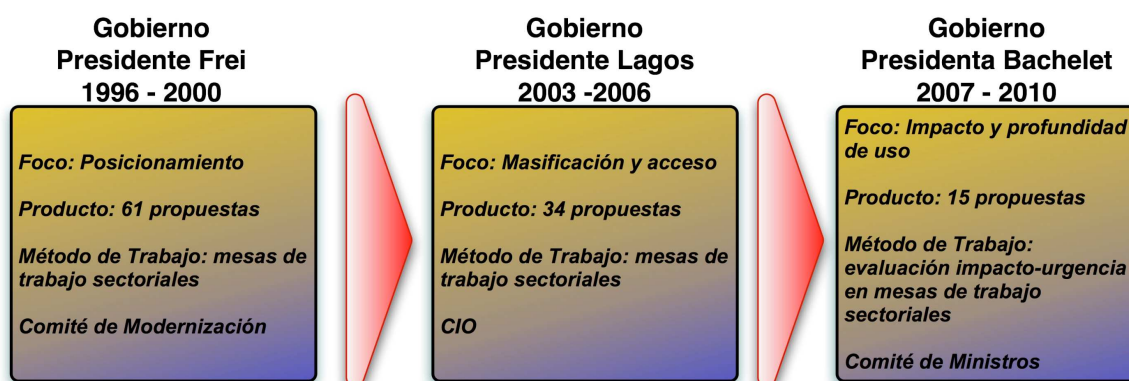 Gobierno
Presidente Frei
1996 - 2000
Foco: Posicionamiento
Producto: 61 propuestas
Método de Trabajo: mesas de
trabajo sectoriales
Comité de Modernización
Gobierno
Presidente Lagos
2003 -2006
Foco: Masificación y acceso
Producto: 34 propuestas
Método de Trabajo: mesas de
trabajo sectoriales
CIO
Gobierno
Presidenta Bachelet
2007 - 2010
Foco: Impacto y profundidad
de uso
Producto: 15 propuestas
Método de Trabajo:
evaluación impacto-urgencia
en mesas de trabajo
sectoriales
Comité de Ministros